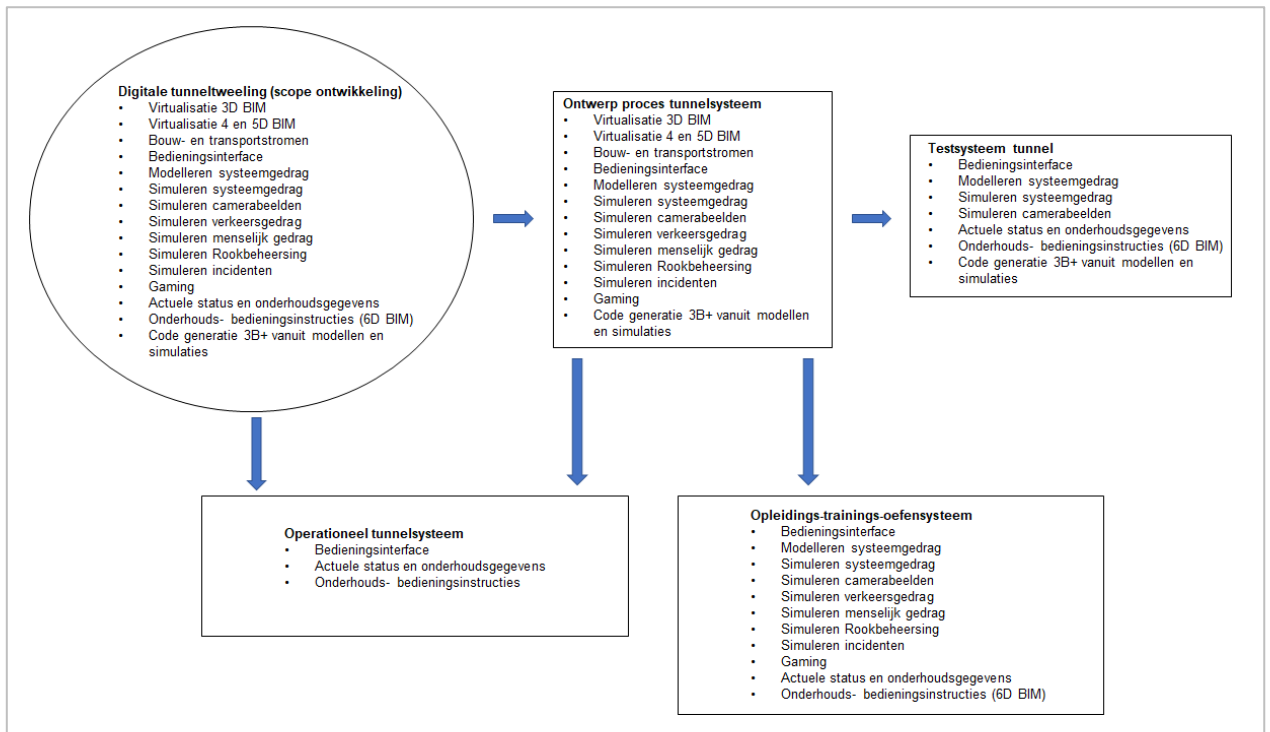 Digitale tunneltweeling (scope ontwikkeling)
• Virtualisatie 3D BIM
• Virtualisatie 4 en 5D BIM
• Bouw- en transportstromen
• Bedieningsinterface
• Modelleren systeemgedrag
• Simuleren systeemgedrag
• Simuleren camerabeelden
• Simuleren verkeersgedrag
• Simuleren menselijk gedrag
• Simuleren Rookbeheersing
• Simuleren incidenten
• Gaming
• Actuele status en onderhoudsgegevens
• Onderhouds- bedieningsinstructies (6D BIM)
• Code generatie 3B+ vanuit modellen en
simulaties
Ontwerp proces tunnelsysteem
• Virtualisatie 3D BIM
• Virtualisatie 4 en 5D BIM
• Bouw- en transportstromen
• Bedieningsinterface
• Modelleren systeemgedrag
• Simuleren systeemgedrag
• Simuleren camerabeelden
• Simuleren verkeersgedrag
• Simuleren menselijk gedrag
• Simuleren Rookbeheersing
• Simuleren incidenten
• Gaming
• Code generatie 3B+ vanuit modellen
en simulaties
Testsysteem tunnel
• Bedieningsinterface
• Modelleren systeemgedrag
• Simuleren systeemgedrag
• Simuleren camerabeelden
• Actuele status en onderhoudsgegevens
• Onderhouds- bedieningsinstructies (6D BIM)
• Code generatie 3B+ vanuit modellen en
simulaties
Operationeel tunnelsysteem
• Bedieningsinterface
• Actuele status en onderhoudsgegevens
• Onderhouds- bedieningsinstructies
Opleidings-trainings-oefensysteem
• Bedieningsinterface
• Modelleren systeemgedrag
• Simuleren systeemgedrag
• Simuleren camerabeelden
• Simuleren verkeersgedrag
• Simuleren menselijk gedrag
• Simuleren Rookbeheersing
• Simuleren incidenten
• Gaming
• Actuele status en onderhoudsgegevens
• Onderhouds- bedieningsinstructies (6D BIM)